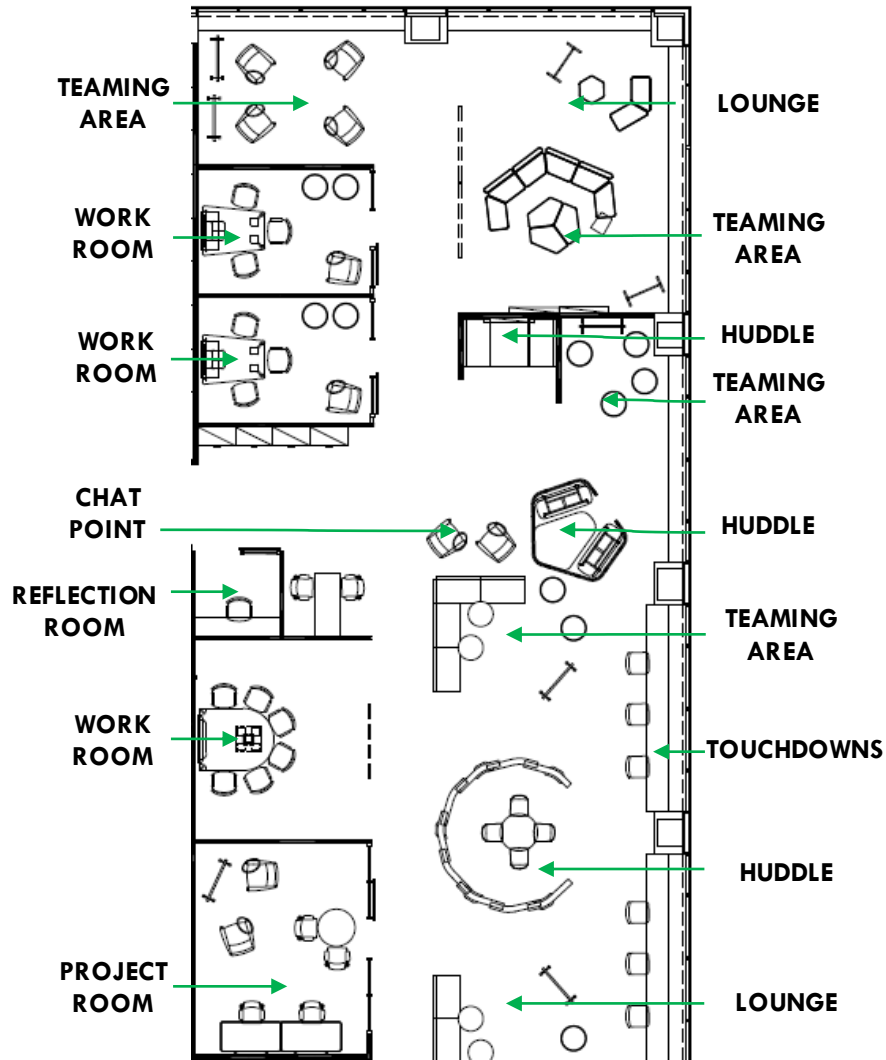 TEAMING
AREA
LOUNGE
WORK
ROOM
TEAMING
AREA
WORK
ROOM
HUDDLE
TEAMING
AREA
CHAT
POINT
HUDDLE
REFLECTION
ROOM
TEAMING
AREA
WORK
ROOM
TOUCHDOWNS
HUDDLE
PROJECT
ROOM
LOUNGE